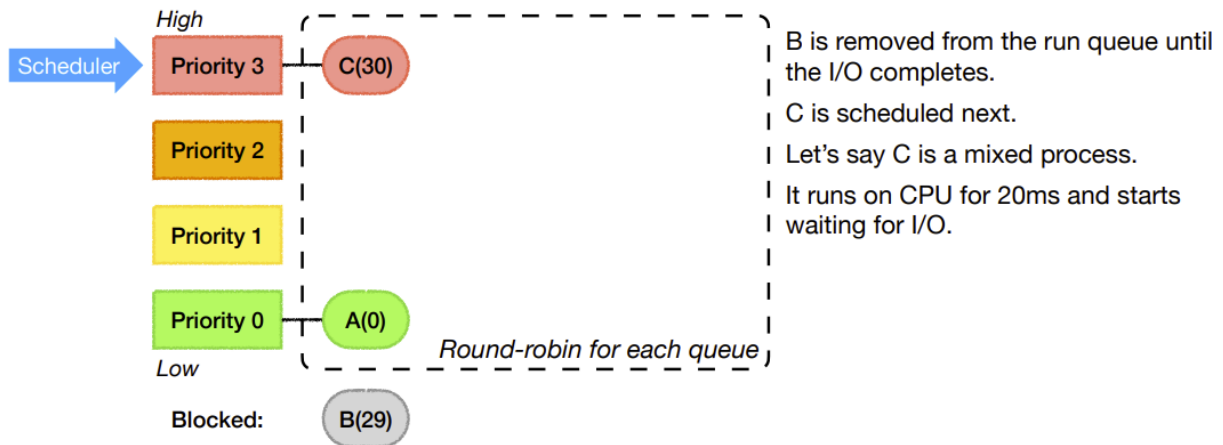 High
Scheduler
Priority 3
C(30)
Priority 2
Priority 1
Priority 0
A(0)
Round-robin for each queue
Low
Blocked:
B(29)
B is removed from the run queue until
the I/O completes.
C is scheduled next.
Let's say C is a mixed process.
It runs on CPU for 20ms and starts
waiting for I/O.